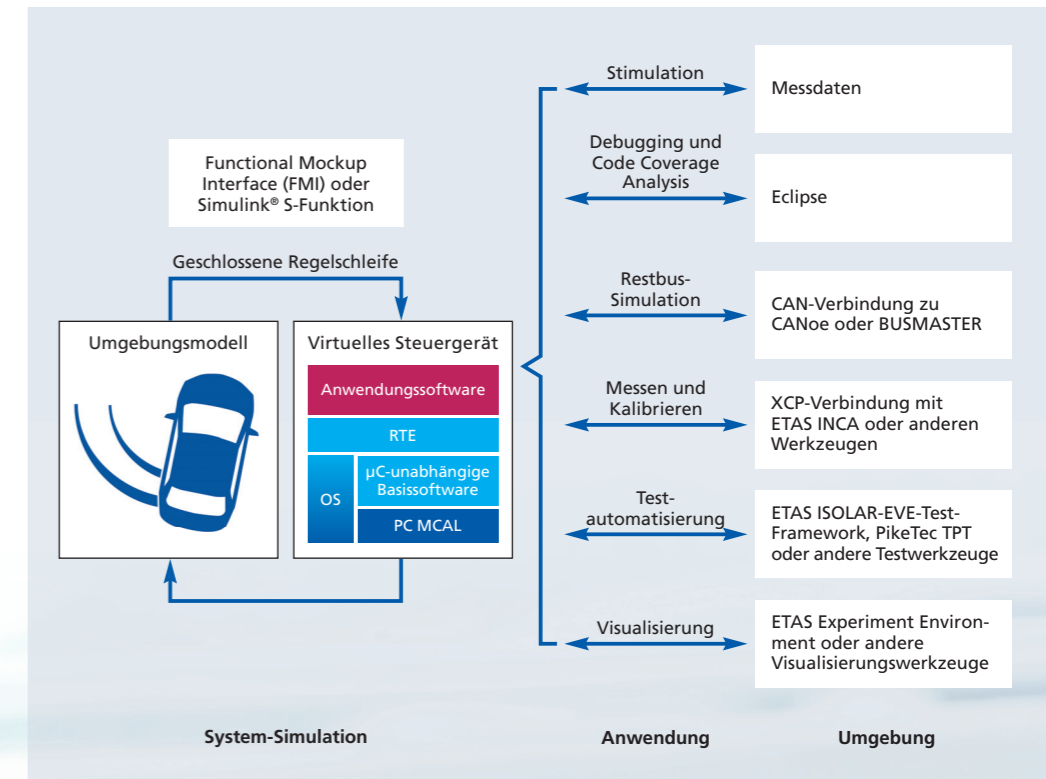 Functional Mockup
Interface (FMI) oder
Simulink® S-Funktion
Geschlossene Regelschleife
Umgebungsmodell
Virtuelles Steuergerät
Anwendungssoftware
RTE
OS
µC-unabhängige
Basissoftware
PC MCAL
System-Simulation
Stimulation
Messdaten
Debugging und
Code Coverage
Analysis
Eclipse
Restbus-
Simulation
CAN-Verbindung zu
CANoe oder BUSMASTER
Messen und
Kalibrieren
XCP-Verbindung mit
ETAS INCA oder anderen
Werkzeugen
Test-
automatisierung
ETAS ISOLAR-EVE-Test-
Framework, PikeTec TPT
oder andere Testwerkzeuge
Visualisierung
ETAS Experiment Environ-
ment oder andere
Visualisierungswerkzeuge
Anwendung
Umgebung